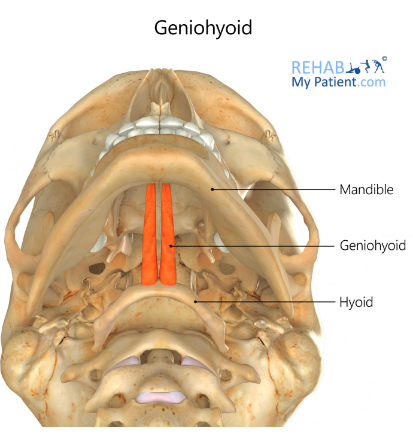 Geniohyoid
REHAB
My Patient.com
©
Mandible
Geniohyoid
Hyoid